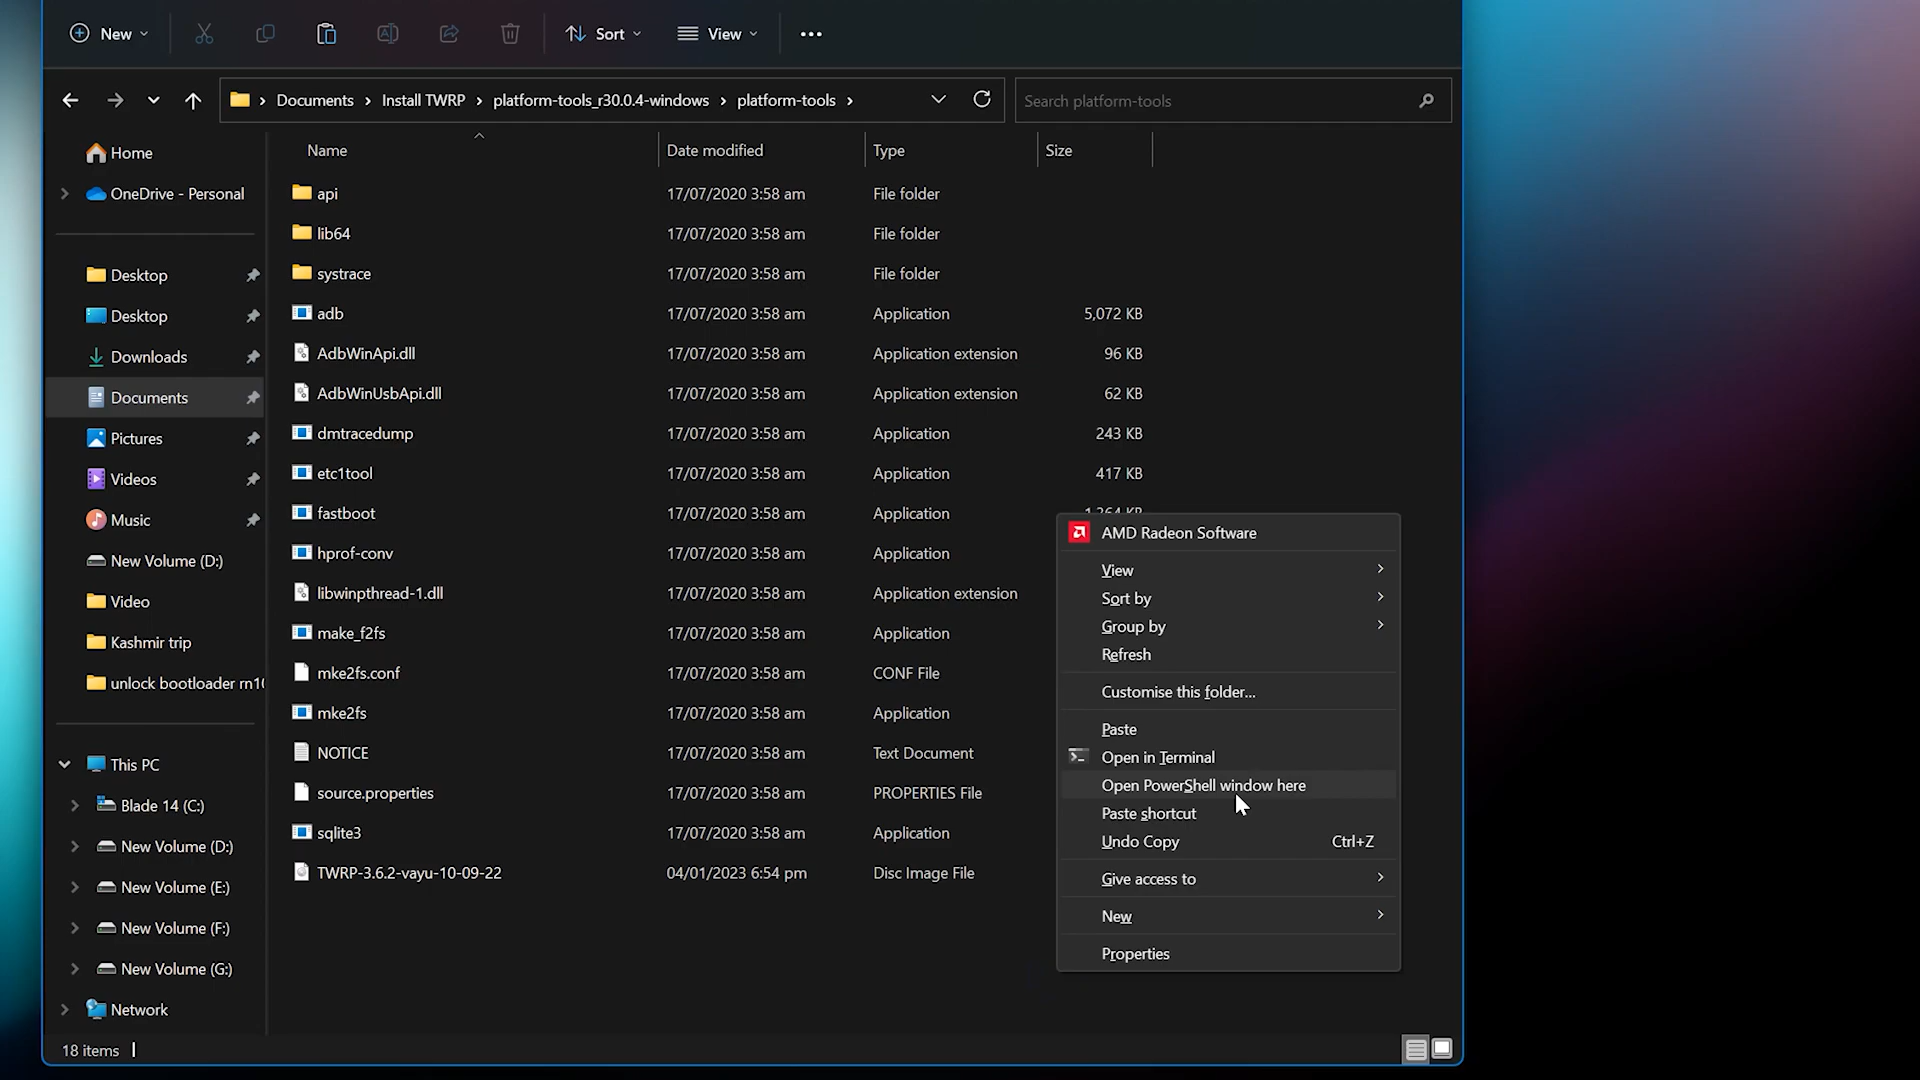 New
Sort
View
Documents
Install TWRP
platform-tools_r30.0.4-windows
platform-tools
Search platform-tools
Name
Date modified
Type
Size
Home
OneDrive - Personal
Desktop
Desktop
Downloads
Documents
Pictures
Videos
Music
New Volume (D:)
Video
Kashmir trip
unlock bootloader rn1
This PC
Blade 14 (C:)
New Volume (D:)
New Volume (E:)
New Volume (F:)
New Volume (G:)
Network
api 17/07/2020 3:58 am File folder
lib64 17/07/2020 3:58 am File folder
systrace 17/07/2020 3:58 am File folder
adb 17/07/2020 3:58 am Application 5,072 KB
AdbWinApi.dll 17/07/2020 3:58 am Application extension 96 KB
AdbWinUsbApi.dll 17/07/2020 3:58 am Application extension 62 KB
dmtracedump 17/07/2020 3:58 am Application 243 KB
etc1tool 17/07/2020 3:58 am Application 417 KB
fastboot 17/07/2020 3:58 am Application
hprof-conv 17/07/2020 3:58 am Application
libwinpthread-1.dll 17/07/2020 3:58 am Application extension
make_f2fs 17/07/2020 3:58 am Application
mke2fs.conf 17/07/2020 3:58 am CONF File
mke2fs 17/07/2020 3:58 am Application
NOTICE 17/07/2020 3:58 am Text Document
source.properties 17/07/2020 3:58 am PROPERTIES File
sqlite3 17/07/2020 3:58 am Application
TWRP-3.6.2-vayu-10-09-22 04/01/2023 6:54 pm Disc Image File
AMD Radeon Software
View
Sort by
Group by
Refresh
Customise this folder...
Paste
Open in Terminal
Open PowerShell window here
Paste shortcut
Undo Copy Ctrl+Z
Give access to
New
Properties
18 items